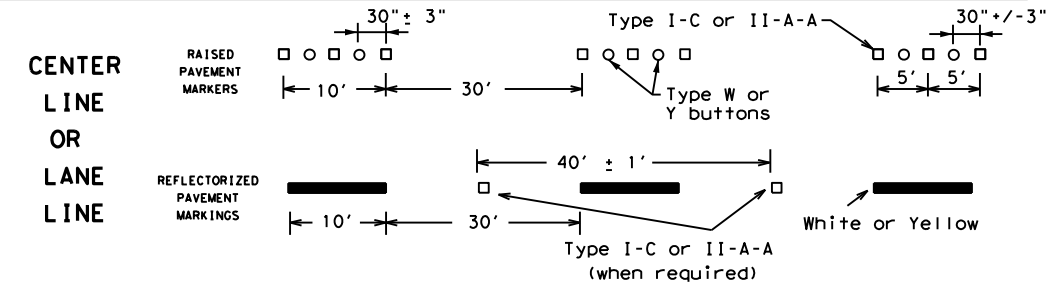 CENTER
LINE
OR
LANE
LINE
RAISED
PAVEMENT
MARKERS
30"± 3"
10'
30'
Type W or
Y buttons
Type I-C or II-A-A
30"+/-3"
5'
5'
REFLECTORIZED
PAVEMENT
MARKINGS
10'
30'
40' ± 1'
Type I-C or II-A-A
(when required)
White or Yellow